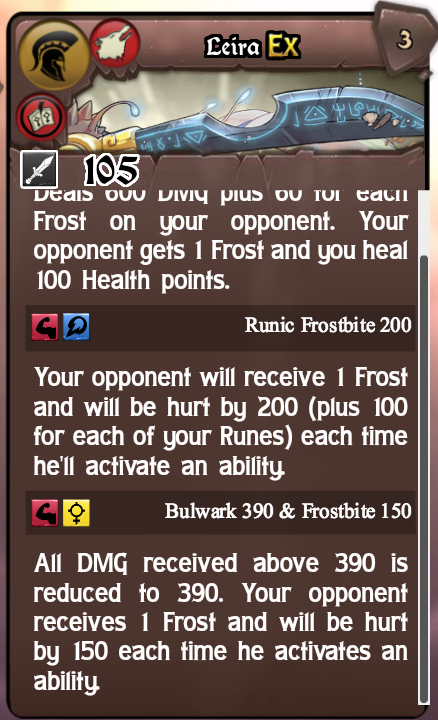 Leira Ex
3
105
Deals 600 DMG plus 60 for each
Frost on your opponent. Your
opponent gets 1 Frost and you heal
100 Health points.
Runic Frostbite 200
Your opponent will receive 1 Frost
and will be hurt by 200 (plus 100
for each of your Runes) each time
he'll activate an ability.
Bulwark 390 & Frostbite 150
All DMG received above 390 is
reduced to 390. Your opponent
receives 1 Frost and will be hurt
by 150 each time he activates an
ability.